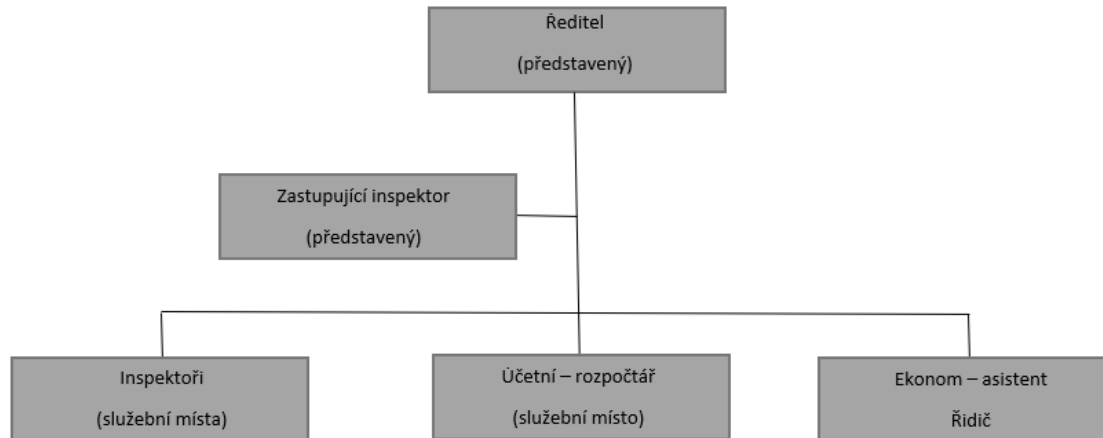 Ředitel
(představený)
Zastupující inspektor
(představený)
Inspektoři
(služební místa)
Účetní – rozpočtář
(služební místo)
Ekonom – asistent
Řidič